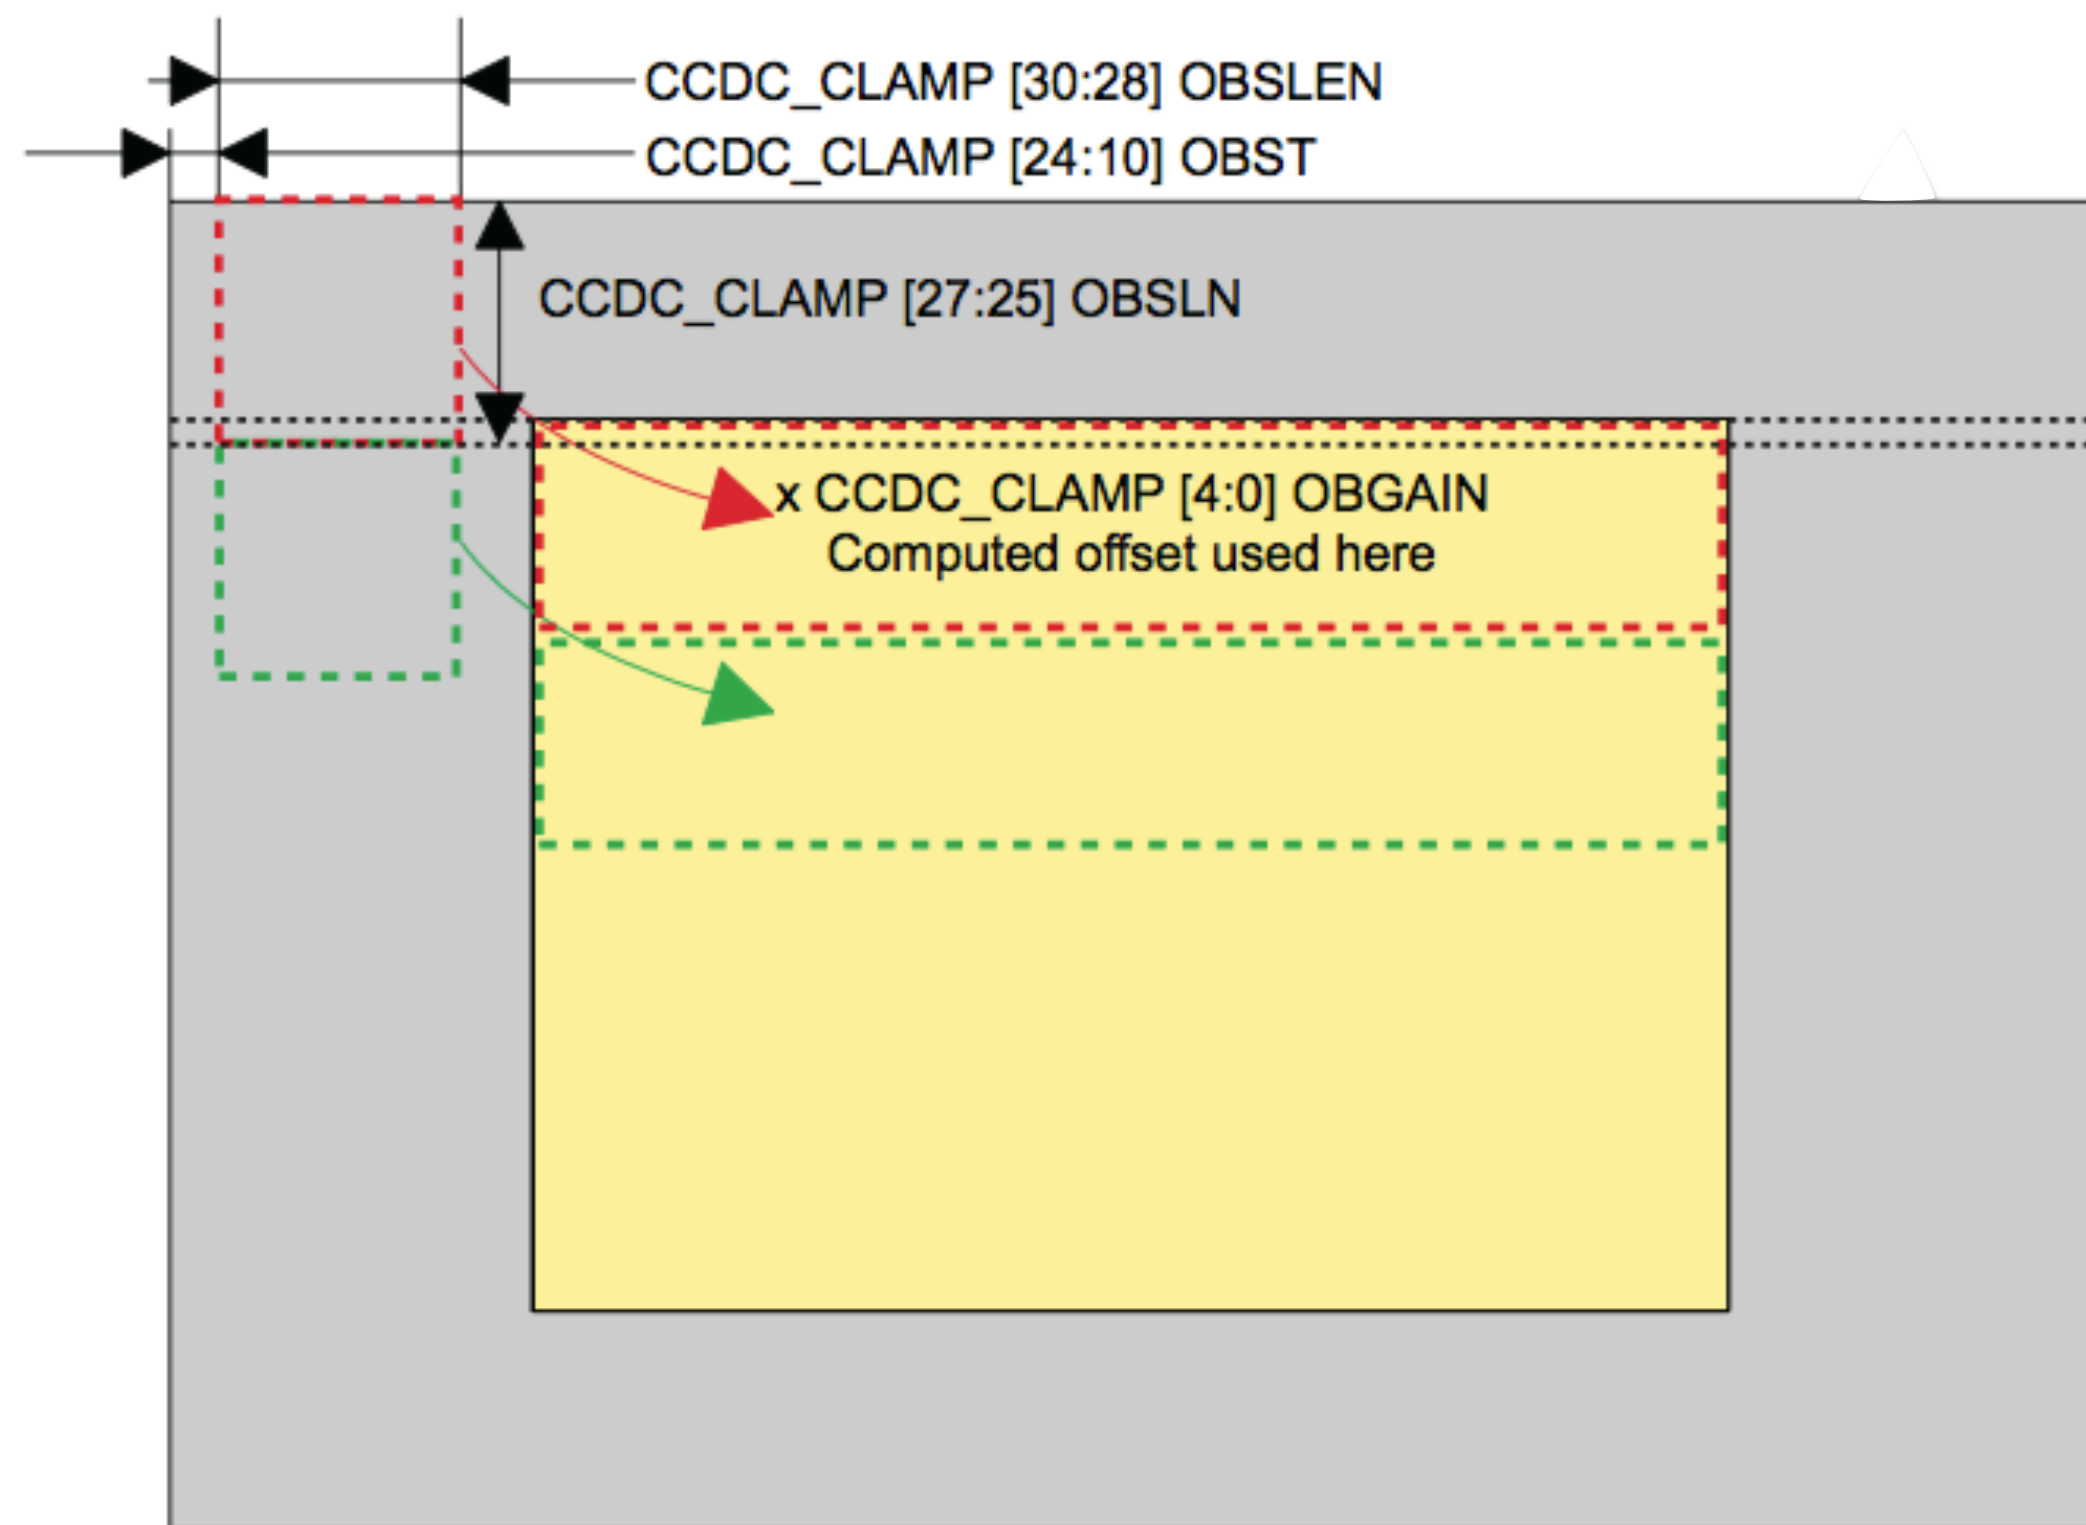 CCDC_CLAMP [30:28] OBSLEN
CCDC_CLAMP [24:10] OBST
CCDC_CLAMP [27:25] OBSLN
x CCDC_CLAMP [4:0] OBGAIN
Computed offset used here